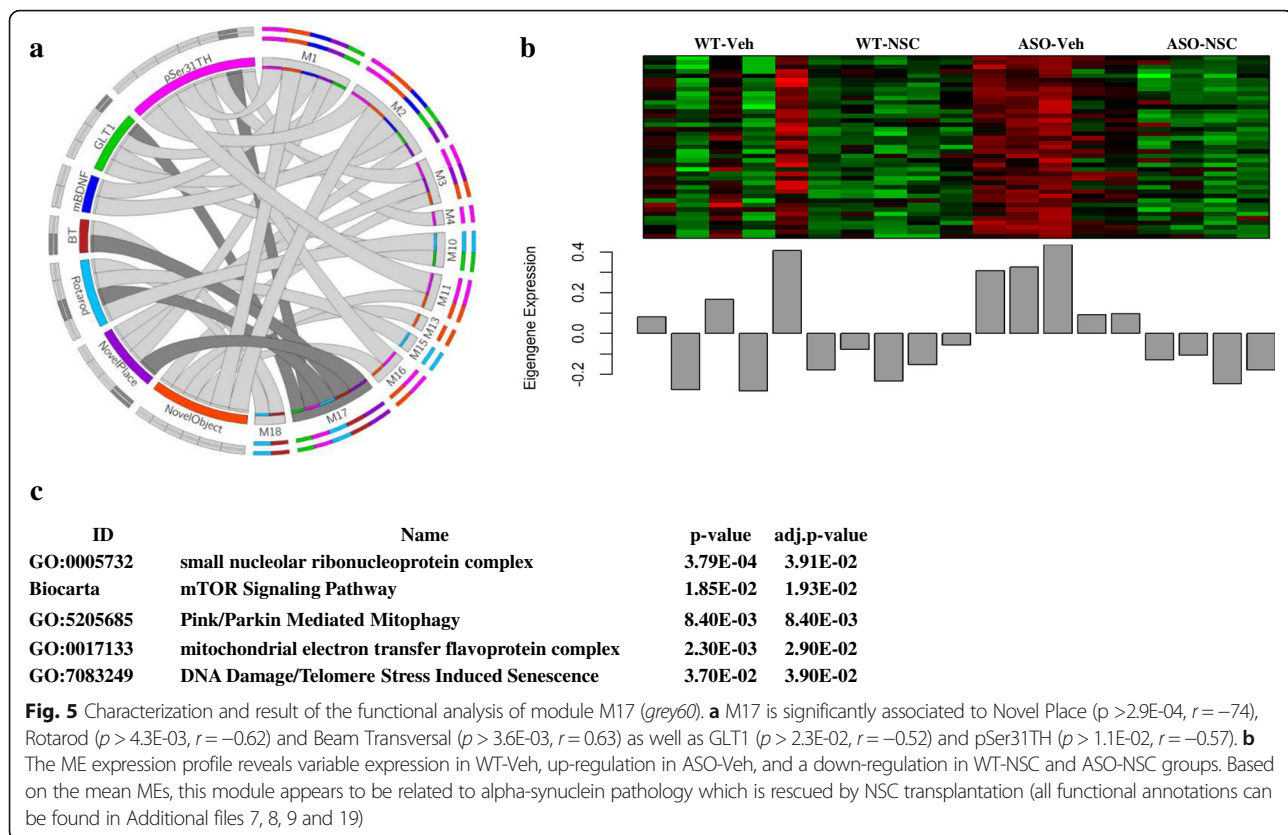 a
pSer31TH
GLT1
mBDNF
BT
Rotarod
NovelPlace
NovelObject
M1
M2
M3
M4
M10
M11
M13
M15
M16
M17
M18
b
WT-Veh WT-NSC ASO-Veh ASO-NSC
Eigengene Expression
0.4
0.2
0.0
-0.2
c
ID Name p-value adj.p-value
GO:0005732 small nucleolar ribonucleoprotein complex 3.79E-04 3.91E-02
Biocarta mTOR Signaling Pathway 1.85E-02 1.93E-02
GO:5205685 Pink/Parkin Mediated Mitophagy 8.40E-03 8.40E-03
GO:0017133 mitochondrial electron transfer flavoprotein complex 2.30E-03 2.90E-02
GO:7083249 DNA Damage/Telomere Stress Induced Senescence 3.70E-02 3.90E-02
Fig. 5 Characterization and result of the functional analysis of module M17 (grey60). a M17 is significantly associated to Novel Place (p >2.9E-04, r = −74),
Rotarod (p > 4.3E-03, r = −0.62) and Beam Transversal (p > 3.6E-03, r = 0.63) as well as GLT1 (p > 2.3E-02, r = −0.52) and pSer31TH (p > 1.1E-02, r = −0.57). b
The ME expression profile reveals variable expression in WT-Veh, up-regulation in ASO-Veh, and a down-regulation in WT-NSC and ASO-NSC groups. Based
on the mean MEs, this module appears to be related to alpha-synuclein pathology which is rescued by NSC transplantation (all functional annotations can
be found in Additional files 7, 8, 9 and 19)